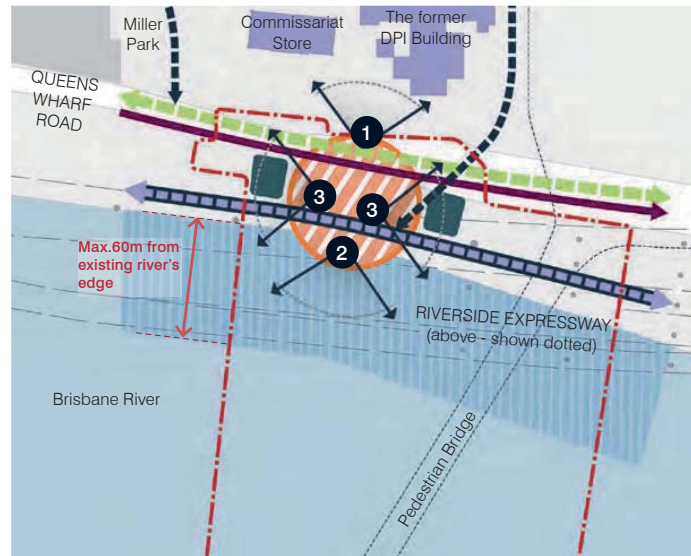 Miller
Park
Commissariat
Store
The former
DPI Building
QUEENS
WHARF
ROAD
1
3
3
2
Max.60m from
existing river's
edge
RIVERSIDE EXPRESSWAY
(above - shown dotted)
Brisbane River
Pedestrian Bridge